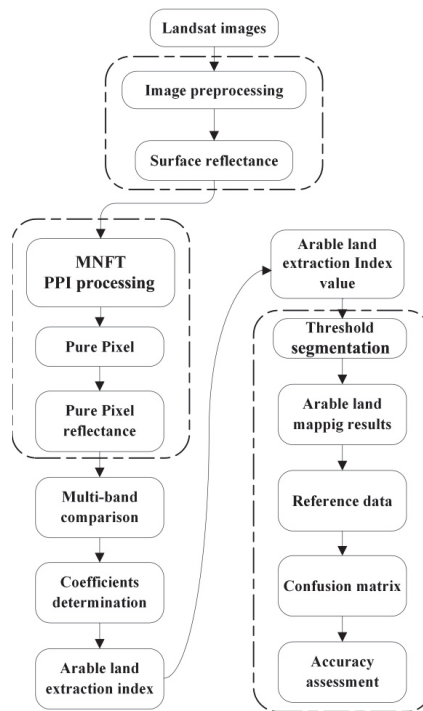 Landsat images
Image preprocessing
Surface reflectance
MNFT
PPI processing
Pure Pixel
Pure Pixel
reflectance
Multi-band
comparison
Coefficients
determination
Arable land
extraction index
Arable land
extraction Index
value
Threshold
segmentation
Arable land
mappig results
Reference data
Confusion matrix
Accuracy
assessment